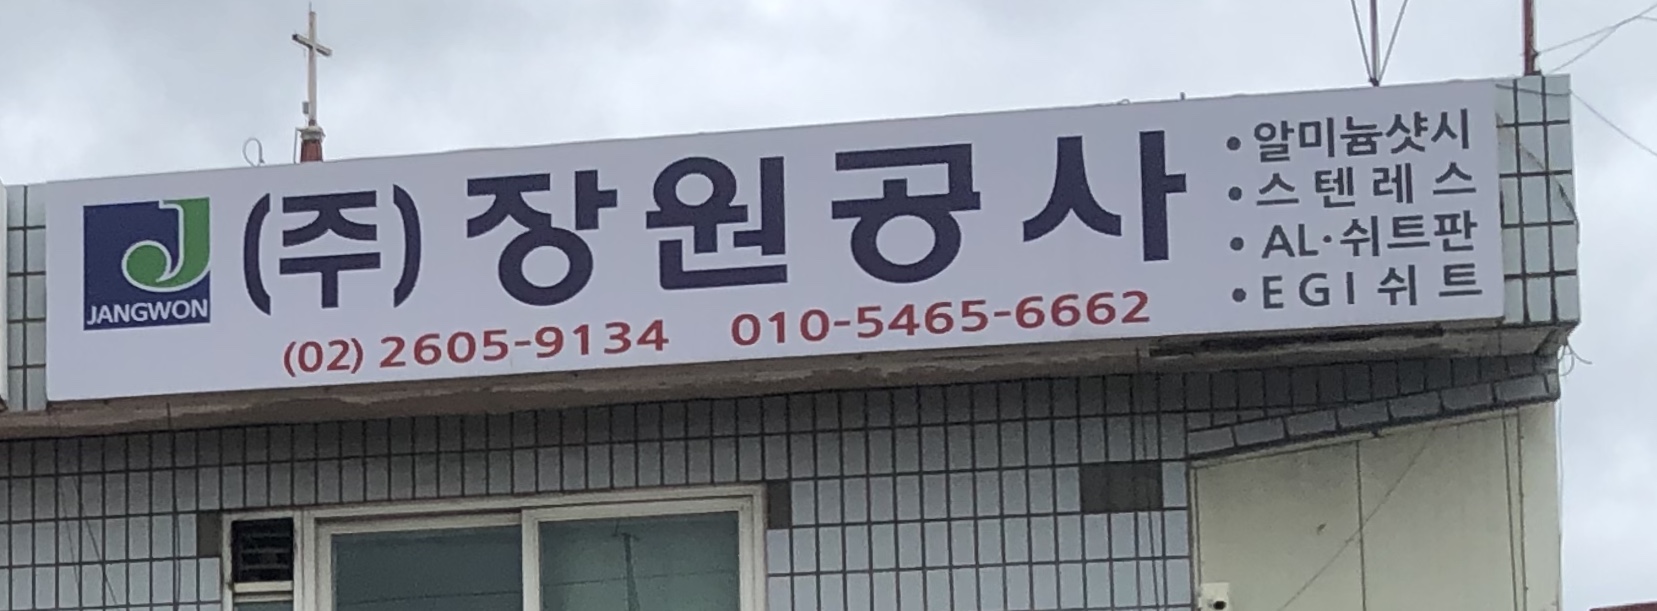 JANGWON
(주) 장원공사
(02) 2605-9134 010-5465-6662
• 알미늄샷시
• 스텐레스
• AL·쉬트판
• EGI 쉬트